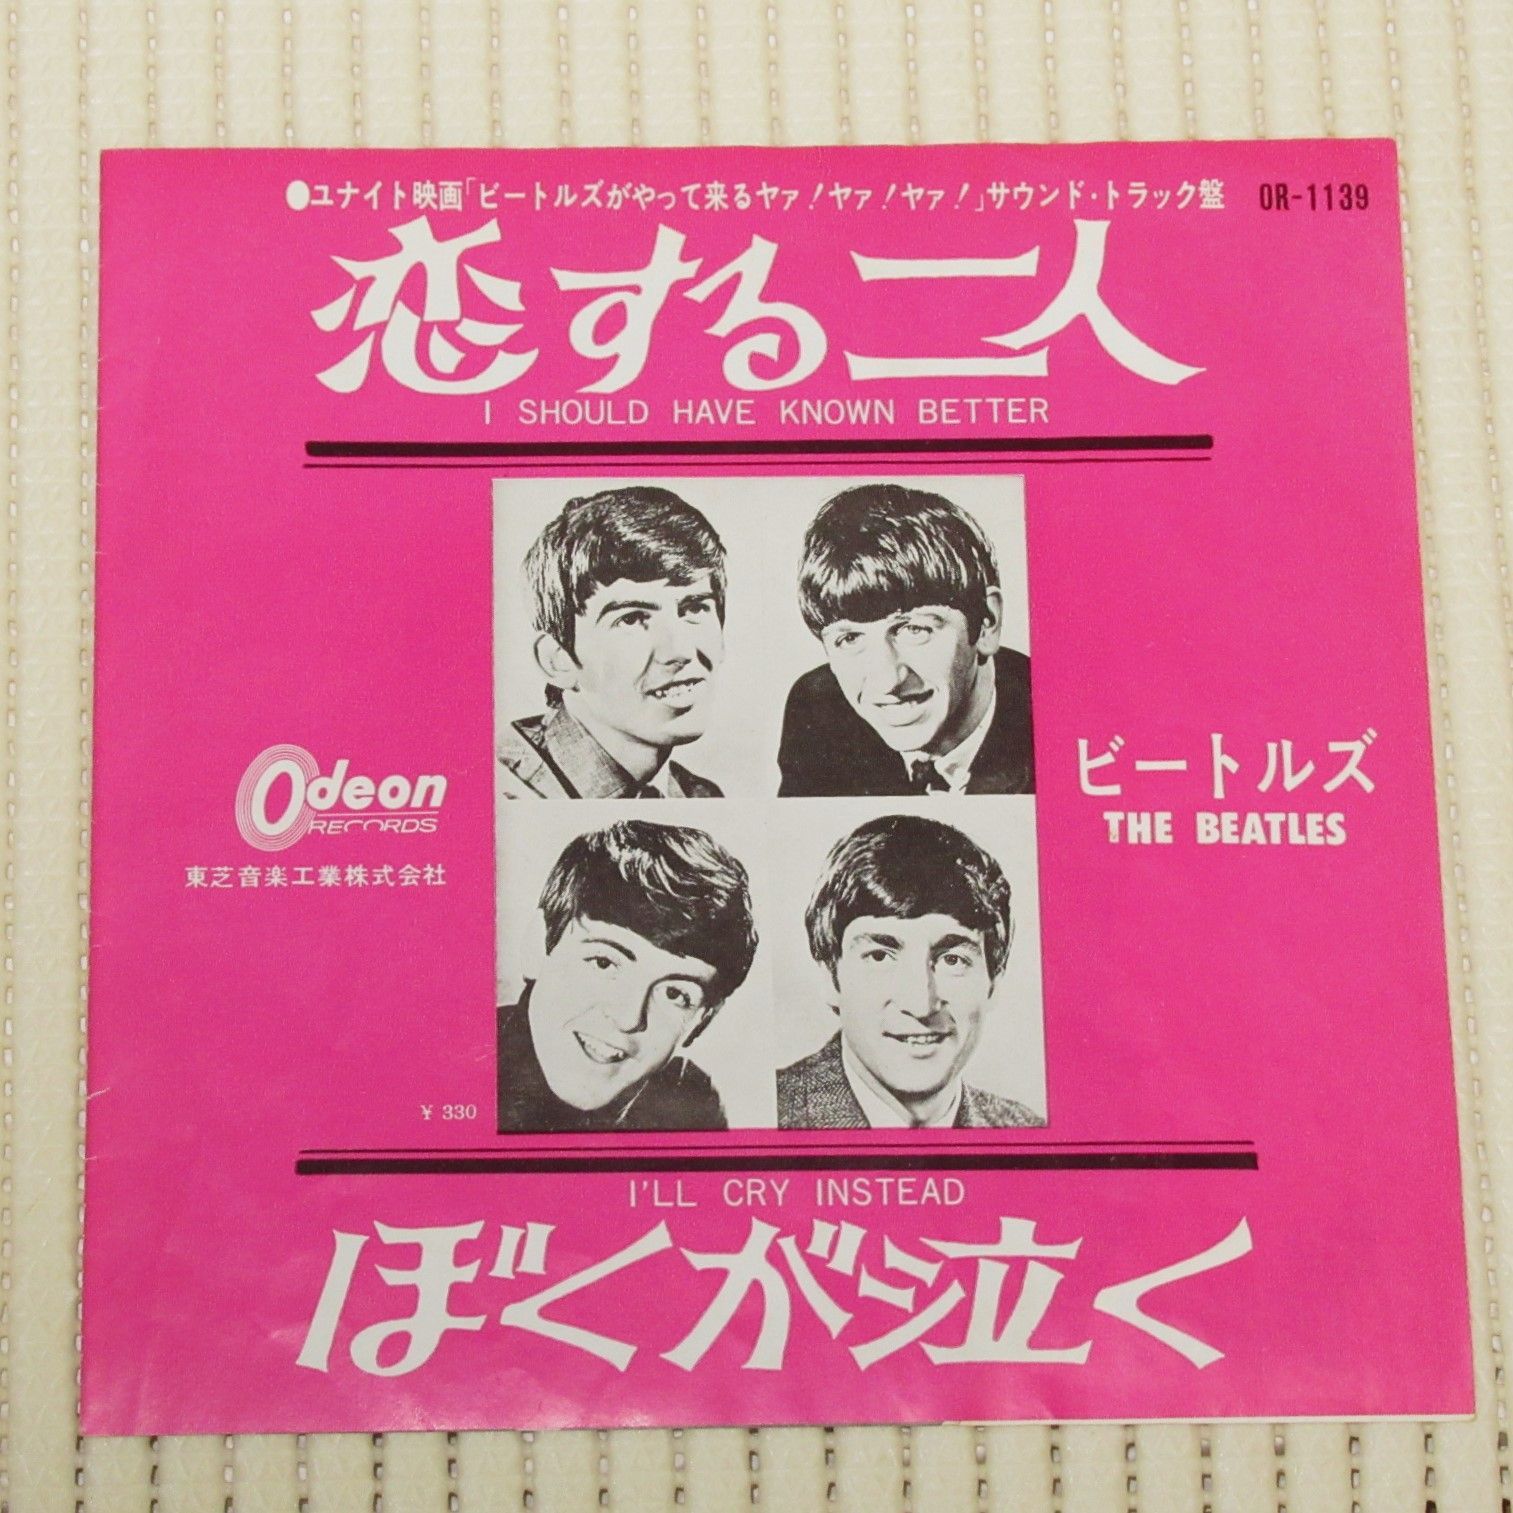 ●ユナイト映画「ビートルズがやって来るヤァ!ヤァ!ヤァ!」サウンド・トラック盤 OR-1139
恋する二人
I SHOULD HAVE KNOWN BETTER
Odeon
RECORDS
東芝音楽工業株式会社
ビートルズ
THE BEATLES
¥ 330
I'LL CRY INSTEAD
ぼくが泣く